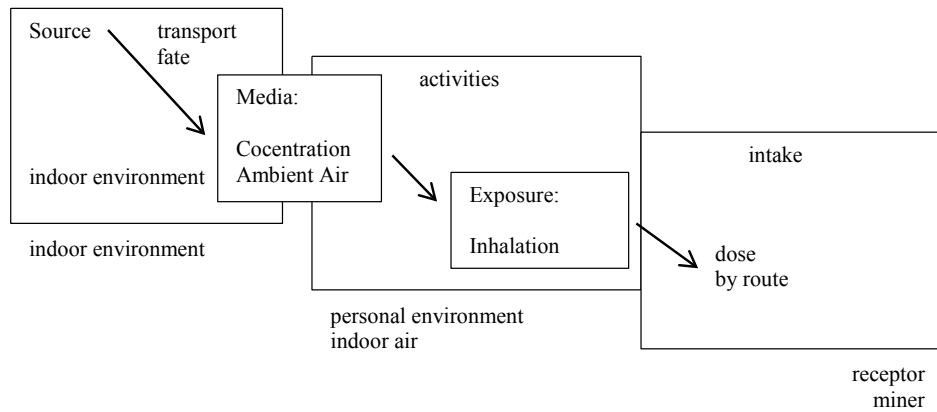 Source
transport
fate
indoor environment
indoor environment
Media:
Cocentration
Ambient Air
activities
Exposure:
Inhalation
personal environment
indoor air
intake
dose
by route
receptor
miner